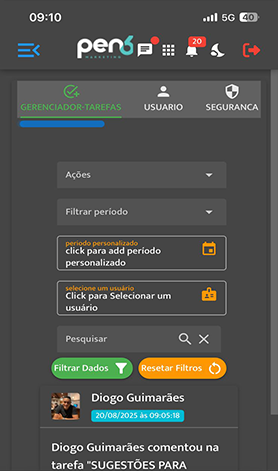 09:10
5G 40
pen6
MARKETING
20
GERENCIADOR-TAREFAS USUARIO SEGURANCA
Ações
Filtrar período
periodo personalizado
click para add período
personalizado
selecione um usuário
Click para Selecionar um
usuário
Pesquisar
Filtrar Dados Resetar Filtros
Diogo Guimarães
20/08/2025 às 09:05:18
Diogo Guimarães comentou na
tarefa "SUGESTÕES PARA